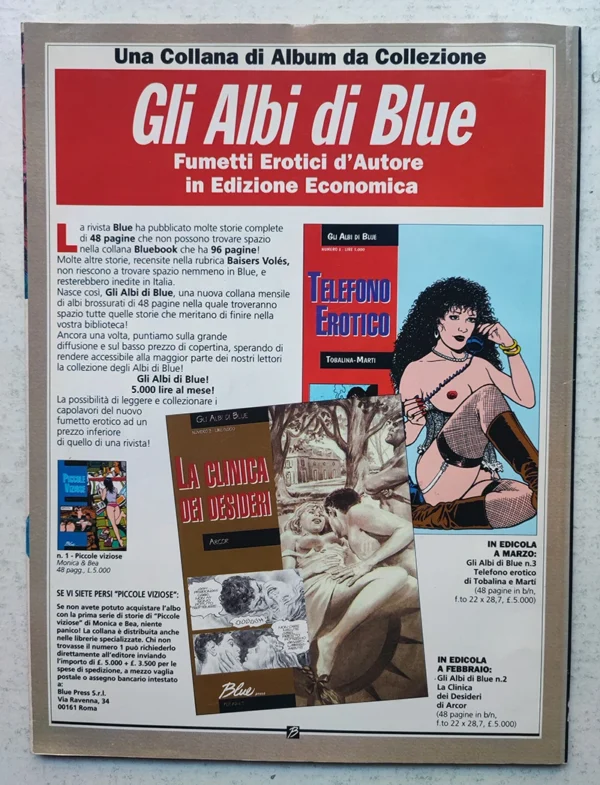 Una Collana di Album da Collezione
Gli Albi di Blue
Fumetti Erotici d'Autore
in Edizione Economica
La rivista Blue ha pubblicato molte storie complete
di 48 pagine che non possono trovare spazio
nella collana Bluebook che ha 96 pagine!
Molte altre storie, recensite nella rubrica Baisers Volés,
non riescono a trovare spazio nemmeno in Blue, e
resterebbero inedite in Italia.
Nasce così, Gli Albi di Blue, una nuova collana mensile
di albi brossurati di 48 pagine nella quale troveranno
spazio tutte quelle storie che meritano di finire nella
vostra biblioteca!
Ancora una volta, puntiamo sulla grande
diffusione e sul basso prezzo di copertina, sperando di
rendere accessibile alla maggior parte dei nostri lettori
la collezione degli Albi di Blue!
Gli Albi di Blue!
5.000 lire al mese!
La possibilità di leggere e collezionare i
capolavori del nuovo
fumetto erotico ad un
prezzo inferiore
di quello di una rivista!
PICCOLE
VIZIOSE
n. 1 - Piccole viziose
Monica & Bea
48 pagg., L.5.000
SE VI SIETE PERSI "PICCOLE VIZIOSE":
Se non avete potuto acquistare l'albo
con la prima serie di storie di "Piccole
viziose" di Monica e Bea, niente
panico! La collana è distribuita anche
nelle librerie specializzate. Chi non
trovasse il numero 1 può richiederlo
direttamente all'editore inviando
l'importo di £. 5.000 + £. 3.500 per le
spese di spedizione, a mezzo vaglia
postale o assegno bancario intestato
a:
Blue Press S.r.l.
Via Ravenna, 34
00161 Roma
GLI ALBI DI BLUE
TELEFONO
EROTICO
TOBALINA-MARTI
GLI ALBI DI BLUE
LA CLINICA
DEI DESIDERI
ARCOR
Blue press
IN EDICOLA
A MARZO:
Gli Albi di Blue n.3
Telefono erotico
di Tobalina e Marti
(48 pagine in b/n,
f.to 22 x 28,7, £.5.000)
IN EDICOLA
A FEBBRAIO:
Gli Albi di Blue n.2
La Clinica
dei Desideri
di Arcor
(48 pagine in b/n,
f.to 22 x 28,7, £.5.000)
B